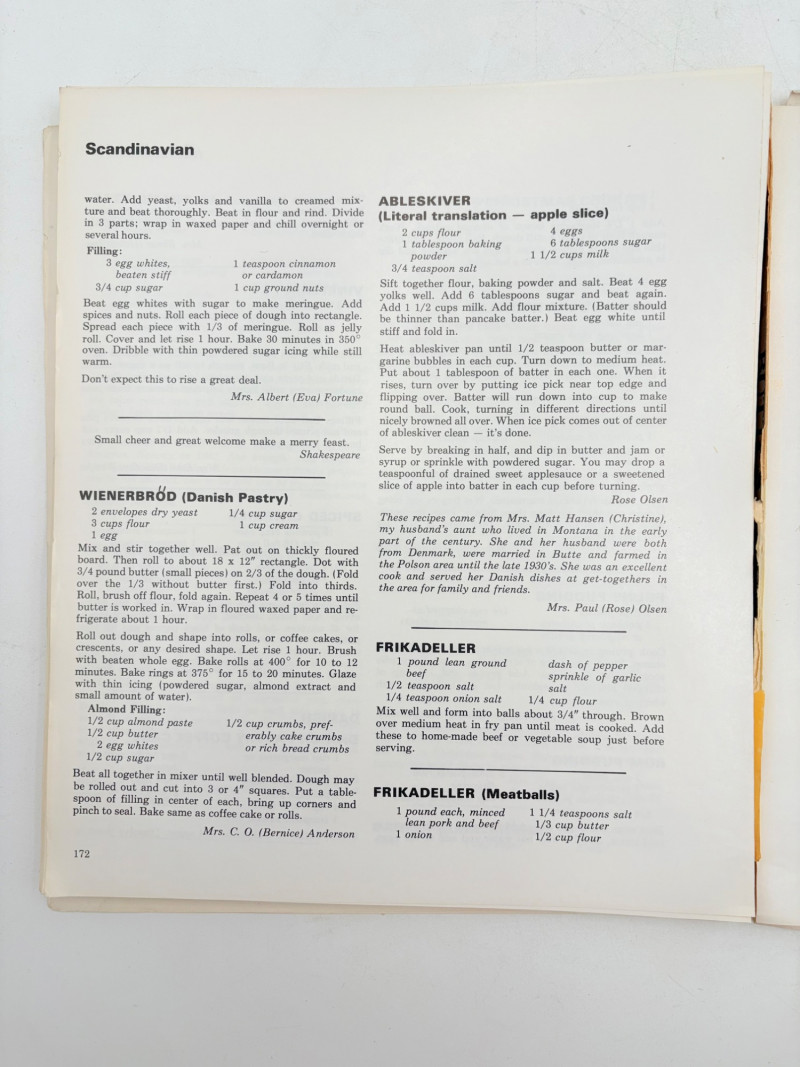 Scandinavian
water. Add yeast, yolks and vanilla to creamed mix-
ture and beat thoroughly. Beat in flour and rind. Divide
in 3 parts; wrap in waxed paper and chill overnight or
several hours.
Filling:
3 egg whites,
beaten stiff
3/4 cup sugar
1 teaspoon cinnamon
or cardamon
1 cup ground nuts
Beat egg whites with sugar to make meringue. Add
spices and nuts. Roll each piece of dough into rectangle.
Spread each piece with 1/3 of meringue. Roll as jelly
roll. Cover and let rise 1 hour. Bake 30 minutes in 350°
oven. Dribble with thin powdered sugar icing while still
warm.
Don't expect this to rise a great deal.
Mrs. Albert (Eva) Fortune
Small cheer and great welcome make a merry feast.
Shakespeare
WIENERBRÖD (Danish Pastry)
2 envelopes dry yeast
3 cups flour
1 egg
1/4 cup sugar
1 cup cream
Mix and stir together well. Pat out on thickly floured
board. Then roll to about 18 x 12" rectangle. Dot with
3/4 pound butter (small pieces) on 2/3 of the dough. (Fold
over the 1/3 without butter first.) Fold into thirds.
Roll, brush off flour, fold again. Repeat 4 or 5 times until
butter is worked in. Wrap in floured waxed paper and re-
frigerate about 1 hour.
Roll out dough and shape into rolls, or coffee cakes, or
crescents, or any desired shape. Let rise 1 hour. Brush
with beaten whole egg. Bake rolls at 400° for 10 to 12
minutes. Bake rings at 375° for 15 to 20 minutes. Glaze
with thin icing (powdered sugar, almond extract and
small amount of water).
Almond Filling:
1/2 cup almond paste
1/2 cup butter
2 egg whites
1/2 cup sugar
1/2 cup crumbs, pref-
erably cake crumbs
or rich bread crumbs
Beat all together in mixer until well blended. Dough may
be rolled out and cut into 3 or 4" squares. Put a table-
spoon of filling in center of each, bring up corners and
pinch to seal. Bake same as coffee cake or rolls.
Mrs. C. O. (Bernice) Anderson
172
ABLESKIVER
(Literal translation — apple slice)
2 cups flour
1 tablespoon baking
powder
3/4 teaspoon salt
4 eggs
6 tablespoons sugar
1 1/2 cups milk
Sift together flour, baking powder and salt. Beat 4 egg
yolks well. Add 6 tablespoons sugar and beat again.
Add 1 1/2 cups milk. Add flour mixture. (Batter should
be thinner than pancake batter.) Beat egg white until
stiff and fold in.
Heat ableskiver pan until 1/2 teaspoon butter or mar-
garine bubbles in each cup. Turn down to medium heat.
Put about 1 tablespoon of batter in each one. When it
rises, turn over by putting ice pick near top edge and
flipping over. Batter will run down into cup to make
round ball. Cook, turning in different directions until
nicely browned all over. When ice pick comes out of center
of ableskiver clean — it's done.
Serve by breaking in half, and dip in butter and jam or
syrup or sprinkle with powdered sugar. You may drop a
teaspoonful of drained sweet applesauce or a sweetened
slice of apple into batter in each cup before turning.
Rose Olsen
These recipes came from Mrs. Matt Hansen (Christine),
my husband's aunt who lived in Montana in the early
part of the century. She and her husband were both
from Denmark, were married in Butte and farmed in
the Polson area until the late 1930's. She was an excellent
cook and served her Danish dishes at get-togethers in
the area for family and friends.
Mrs. Paul (Rose) Olsen
FRIKADELLER
1 pound lean ground
beef
1/2 teaspoon salt
1/4 teaspoon onion salt
dash of pepper
sprinkle of garlic
salt
1/4 cup flour
Mix well and form into balls about 3/4" through. Brown
over medium heat in fry pan until meat is cooked. Add
these to home-made beef or vegetable soup just before
serving.
FRIKADELLER (Meatballs)
1 pound each, minced
lean pork and beef
1 onion
1 1/4 teaspoons salt
1/3 cup butter
1/2 cup flour